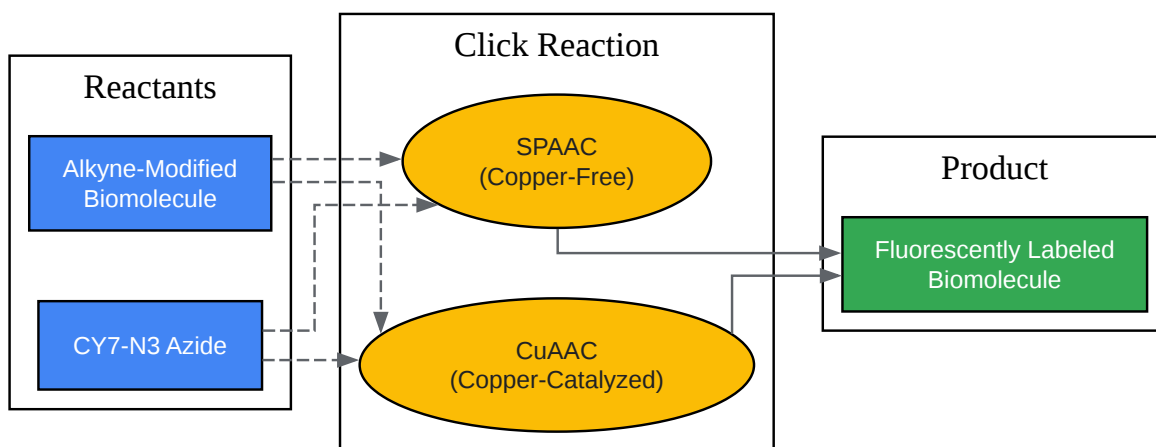 Reactants
Alkyne-Modified
Biomolecule
CY7-N3 Azide
Click Reaction
SPAAC
(Copper-Free)
CuAAC
(Copper-Catalyzed)
Product
Fluorescently Labeled
Biomolecule